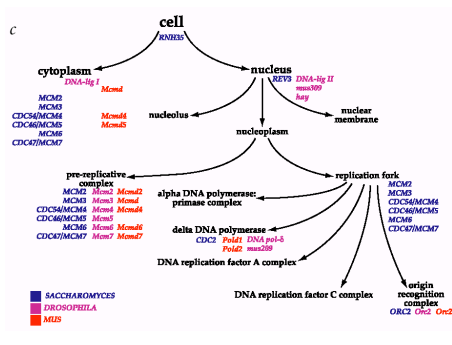 c
cell
RNH35
cytoplasm
DNA-lig I
Mcmd
MCM2
MCM3
CDC54/MCM4 Mcmd4
CDC46/MCM5 Mcmd5
MCM6
CDC47/MCM7
nucleus
REV3 DNA-lig II
mus309
hay
nucleolus
nucleoplasm
nuclear
membrane
pre-replicative
complex
MCM2 Mcm2 Mcmd2
MCM3 Mcm3 Mcmd
CDC54/MCM4 Mcm4 Mcmd4
CDC46/MCM5 Mcm5
MCM6 Mcm6 Mcmd6
CDC47/MCM7 Mcm7 Mcmd7
replication fork
MCM2
MCM3
CDC54/MCM4
CDC46/MCM5
MCM6
CDC47/MCM7
alpha DNA polymerase:
primase complex
delta DNA polymerase
CDC2 Pold1 DNA pol-δ
Pold2 mus209
DNA replication factor A complex
DNA replication factor C complex
origin
recognition
complex
ORC2 Orc2 Orc2
SACCHAROMYCES
DROSOPHILA
MUS